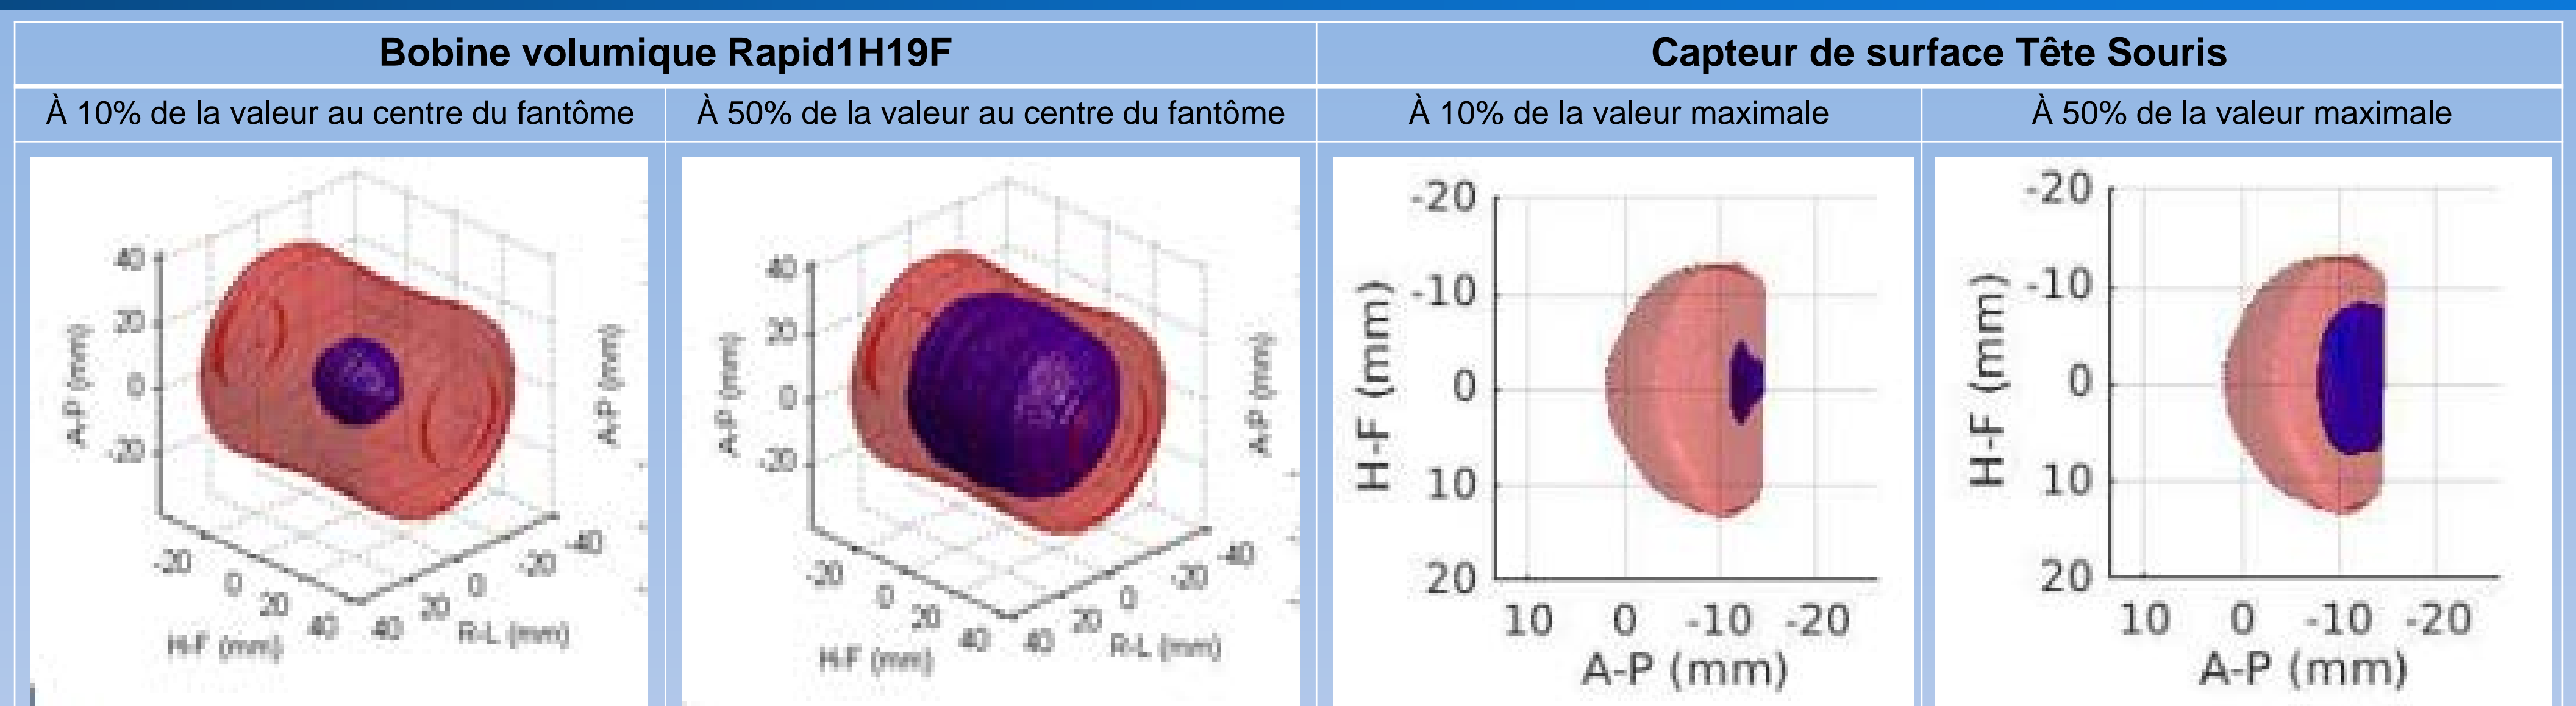 Bobine volumique Rapid1H19F
Capteur de surface Tête Souris
À 10% de la valeur au centre du fantôme
À 50% de la valeur au centre du fantôme
À 10% de la valeur maximale
À 50% de la valeur maximale
40
20
0
-20
A-P (mm)
A-P (mm)
-20
0
20
40
H-F (mm)
40
20
0
-20
-40
R-L (mm)
40
20
0
-20
A-P (mm)
A-P (mm)
-20
0
20
40
H-F (mm)
40
20
0
-20
-40
R-L (mm)
-20
-10
0
10
20
H-F (mm)
10 0 -10 -20
A-P (mm)
-20
-10
0
10
20
H-F (mm)
10 0 -10 -20
A-P (mm)